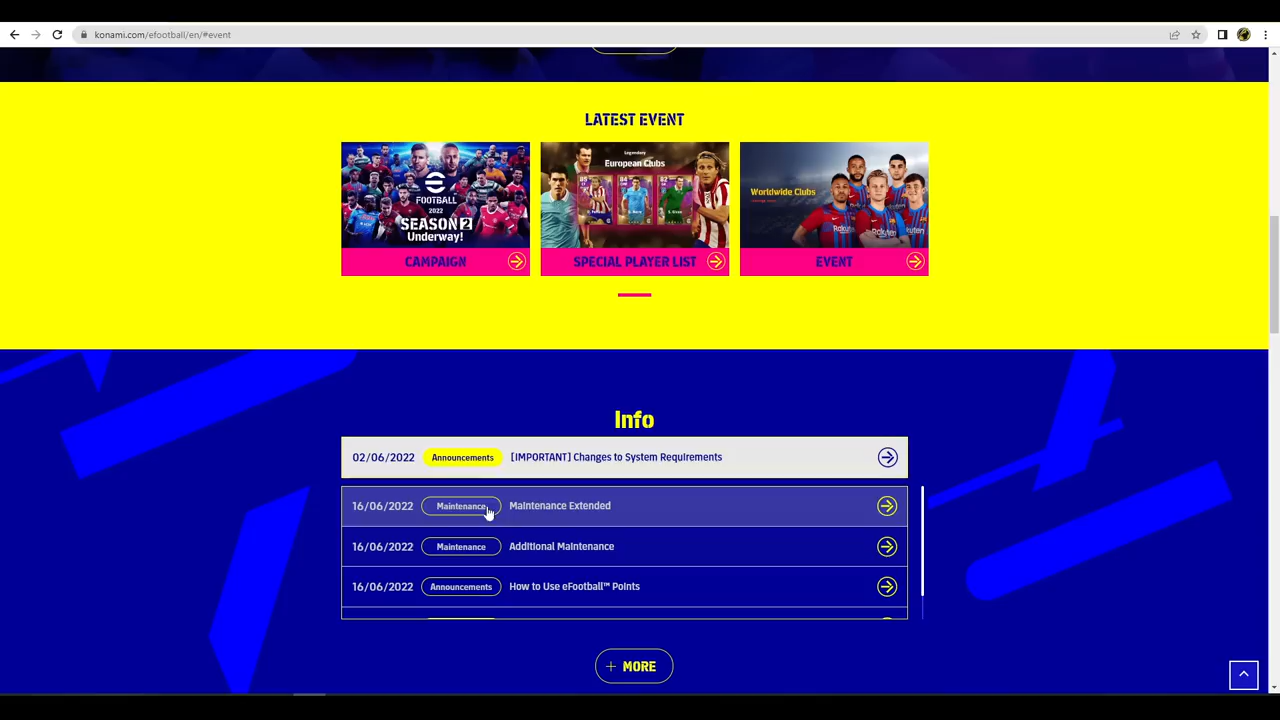 konami.com/efootball/en/#event
LATEST EVENT
FOOTBALL
2022
SEASON 2
Underway!
CAMPAIGN
Legendary
European Clubs
SPECIAL PLAYER LIST
Worldwide Clubs
EVENT
Info
02/06/2022 Announcements [IMPORTANT] Changes to System Requirements
16/06/2022 Maintenance Maintenance Extended
16/06/2022 Maintenance Additional Maintenance
16/06/2022 Announcements How to Use eFootball™ Points
+ MORE